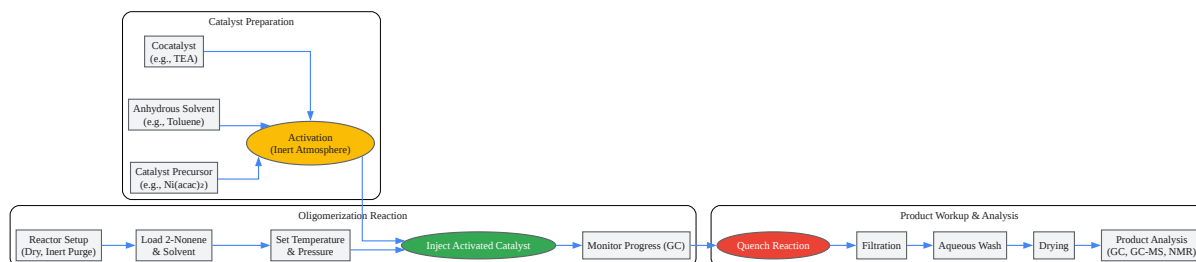 Catalyst Preparation
Cocatalyst
(e.g., TEA)
Anhydrous Solvent
(e.g., Toluene)
Activation
(Inert Atmosphere)
Catalyst Precursor
(e.g., Ni(acac)₂)
Oligomerization Reaction
Reactor Setup
(Dry, Inert Purge)
Load 2-Nonene
& Solvent
Set Temperature
& Pressure
Inject Activated Catalyst
Monitor Progress (GC)
Product Workup & Analysis
Quench Reaction
Filtration
Aqueous Wash
Drying
Product Analysis
(GC, GC-MS, NMR)